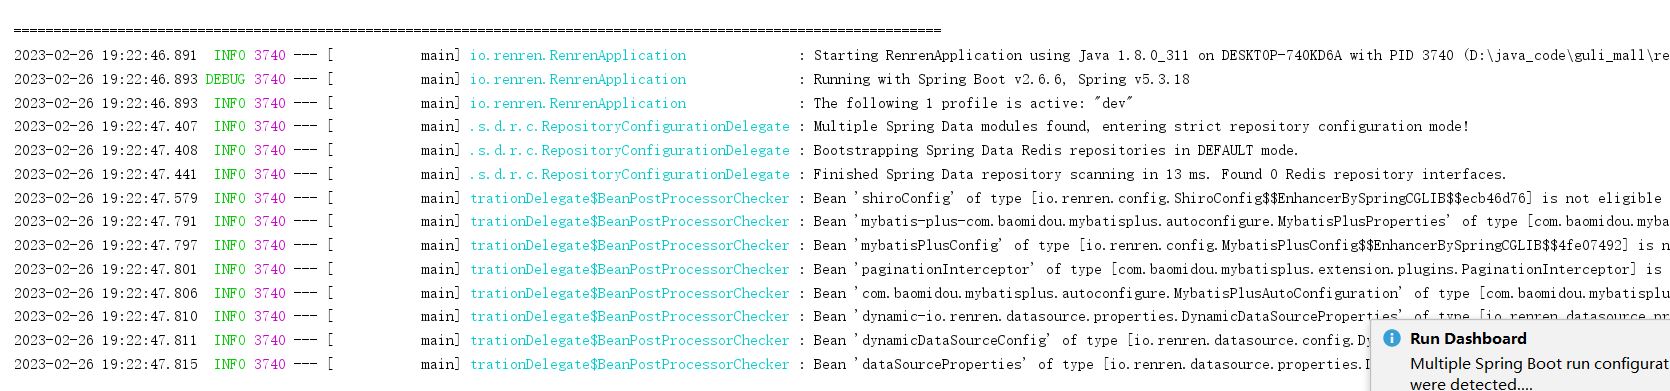 ====================================================================================================================
2023-02-26 19:22:46.891  INFO 3740 --- [           main] io.renren.RenrenApplication              : Starting RenrenApplication using Java 1.8.0_311 on DESKTOP-740KD6A with PID 3740 (D:\java_code\guli_mall\re
2023-02-26 19:22:46.893 DEBUG 3740 --- [           main] io.renren.RenrenApplication              : Running with Spring Boot v2.6.6, Spring v5.3.18
2023-02-26 19:22:46.893  INFO 3740 --- [           main] io.renren.RenrenApplication              : The following 1 profile is active: "dev"
2023-02-26 19:22:47.407  INFO 3740 --- [           main] .s.d.r.c.RepositoryConfigurationDelegate : Multiple Spring Data modules found, entering strict repository configuration mode!
2023-02-26 19:22:47.408  INFO 3740 --- [           main] .s.d.r.c.RepositoryConfigurationDelegate : Bootstrapping Spring Data Redis repositories in DEFAULT mode.
2023-02-26 19:22:47.441  INFO 3740 --- [           main] .s.d.r.c.RepositoryConfigurationDelegate : Finished Spring Data repository scanning in 13 ms. Found 0 Redis repository interfaces.
2023-02-26 19:22:47.579  INFO 3740 --- [           main] trationDelegate$BeanPostProcessorChecker : Bean 'shiroConfig' of type [io.renren.config.ShiroConfig$$EnhancerBySpringCGLIB$$ecb46d76] is not eligible
2023-02-26 19:22:47.791  INFO 3740 --- [           main] trationDelegate$BeanPostProcessorChecker : Bean 'mybatis-plus-com.baomidou.mybatisplus.autoconfigure.MybatisPlusProperties' of type [com.baomidou.myba
2023-02-26 19:22:47.797  INFO 3740 --- [           main] trationDelegate$BeanPostProcessorChecker : Bean 'mybatisPlusConfig' of type [io.renren.config.MybatisPlusConfig$$EnhancerBySpringCGLIB$$4fe07492] is n
2023-02-26 19:22:47.801  INFO 3740 --- [           main] trationDelegate$BeanPostProcessorChecker : Bean 'paginationInterceptor' of type [com.baomidou.mybatisplus.extension.plugins.PaginationInterceptor] is
2023-02-26 19:22:47.806  INFO 3740 --- [           main] trationDelegate$BeanPostProcessorChecker : Bean 'com.baomidou.mybatisplus.autoconfigure.MybatisPlusAutoConfiguration' of type [com.baomidou.mybatisplu
2023-02-26 19:22:47.810  INFO 3740 --- [           main] trationDelegate$BeanPostProcessorChecker : Bean 'dynamic-io.renren.datasource.properties.DynamicDataSourceProperties' of type [io.renren.datasource.pr
2023-02-26 19:22:47.811  INFO 3740 --- [           main] trationDelegate$BeanPostProcessorChecker : Bean 'dynamicDataSourceConfig' of type [io.renren.datasource.config.Dy
2023-02-26 19:22:47.815  INFO 3740 --- [           main] trationDelegate$BeanPostProcessorChecker : Bean 'dataSourceProperties' of type [io.renren.datasource.properties.
Run Dashboard
Multiple Spring Boot run configurat
were detected....